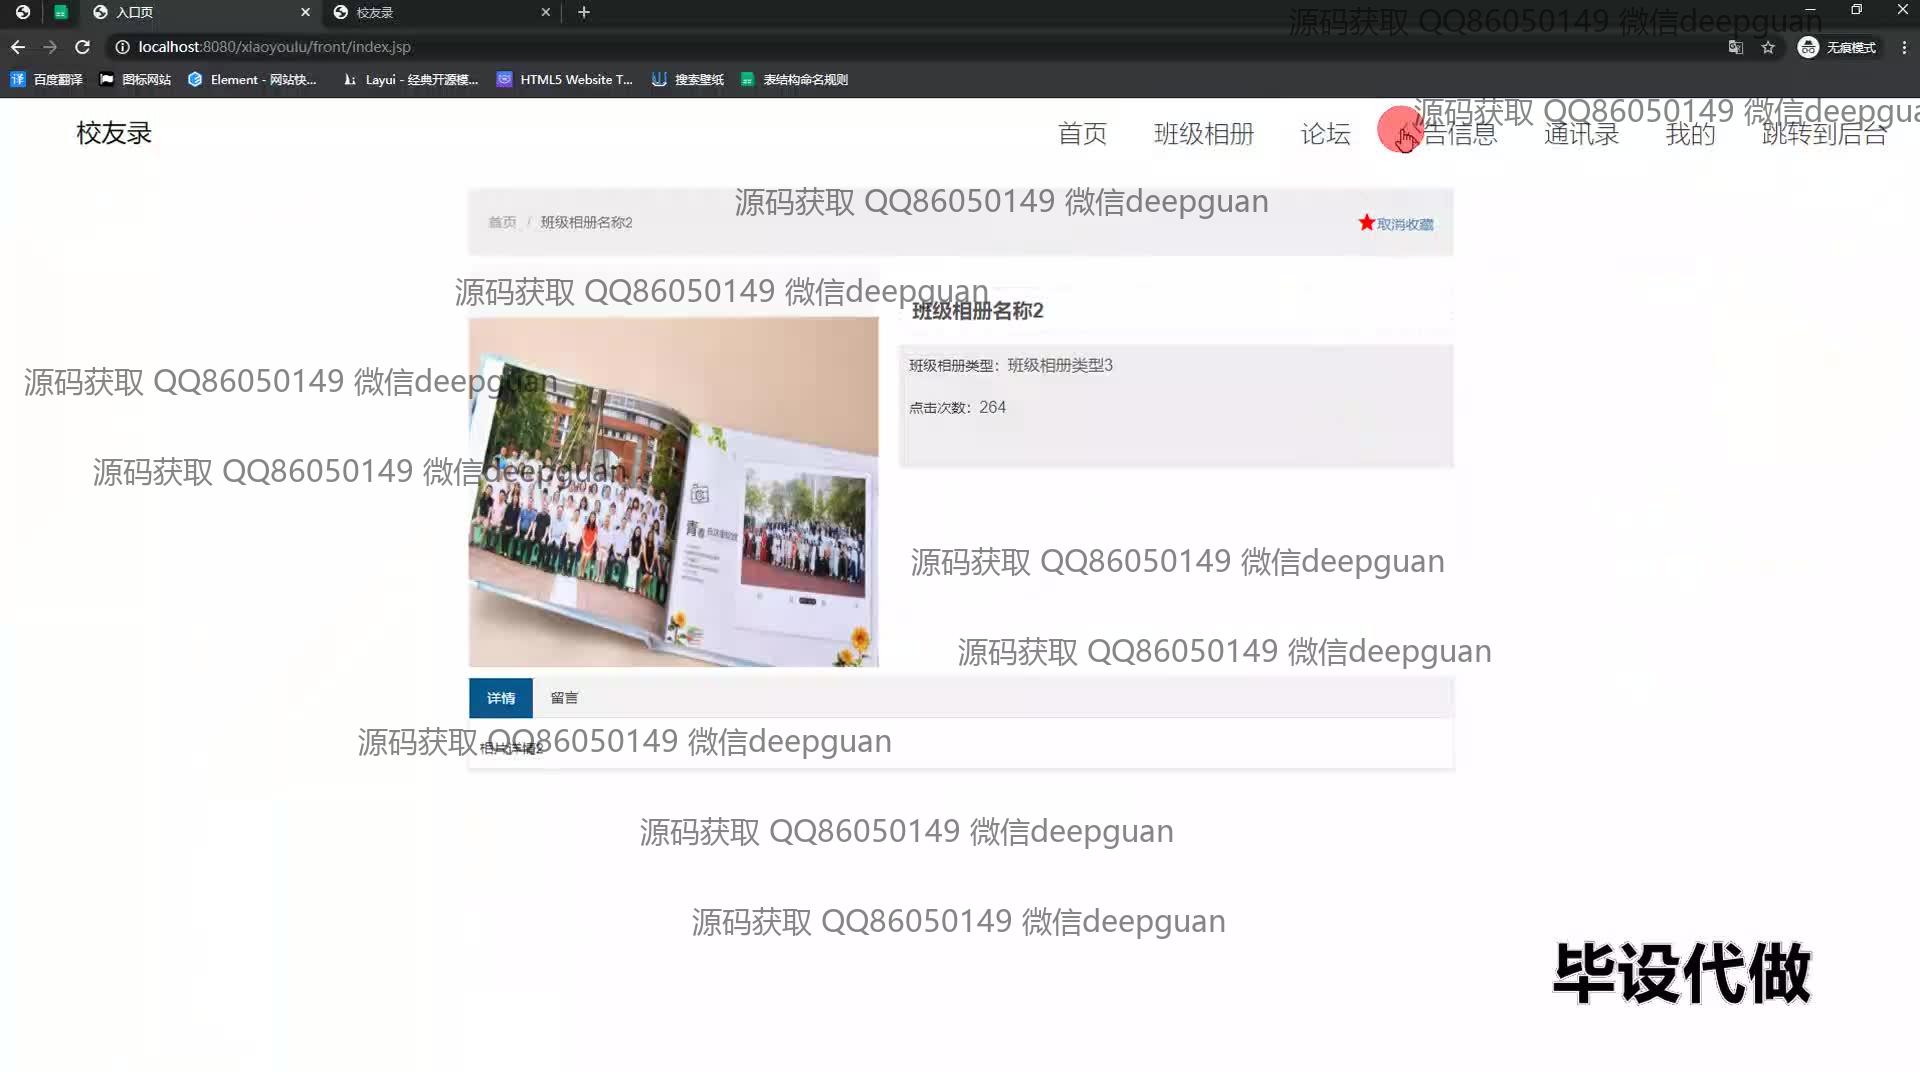 入口页
校友录
源码获取 QQ86050149 微信deepguan
localhost:8080/xiaoyoulu/front/index.jsp
无痕模式
百度翻译
图标网站
Element - 网站快...
Layui - 经典开源模...
HTML5 Website T...
搜索壁纸
表结构命名规则
源码获取 QQ86050149 微信deepgua
校友录
首页
班级相册
论坛
告信息
通讯录
我的
跳转到后台
源码获取 QQ86050149 微信deepguan
首页 / 班级相册名称2
取消收藏
源码获取 QQ86050149 微信deepguan
班级相册名称2
班级相册类型：班级相册类型3
源码获取 QQ86050149 微信deepguan
点击次数：264
源码获取 QQ86050149 微信deepguan
青春
源码获取 QQ86050149 微信deepguan
源码获取 QQ86050149 微信deepguan
详情
留言
源码获取 QQ86050149 微信deepguan
相片详情2
源码获取 QQ86050149 微信deepguan
源码获取 QQ86050149 微信deepguan
毕设代做